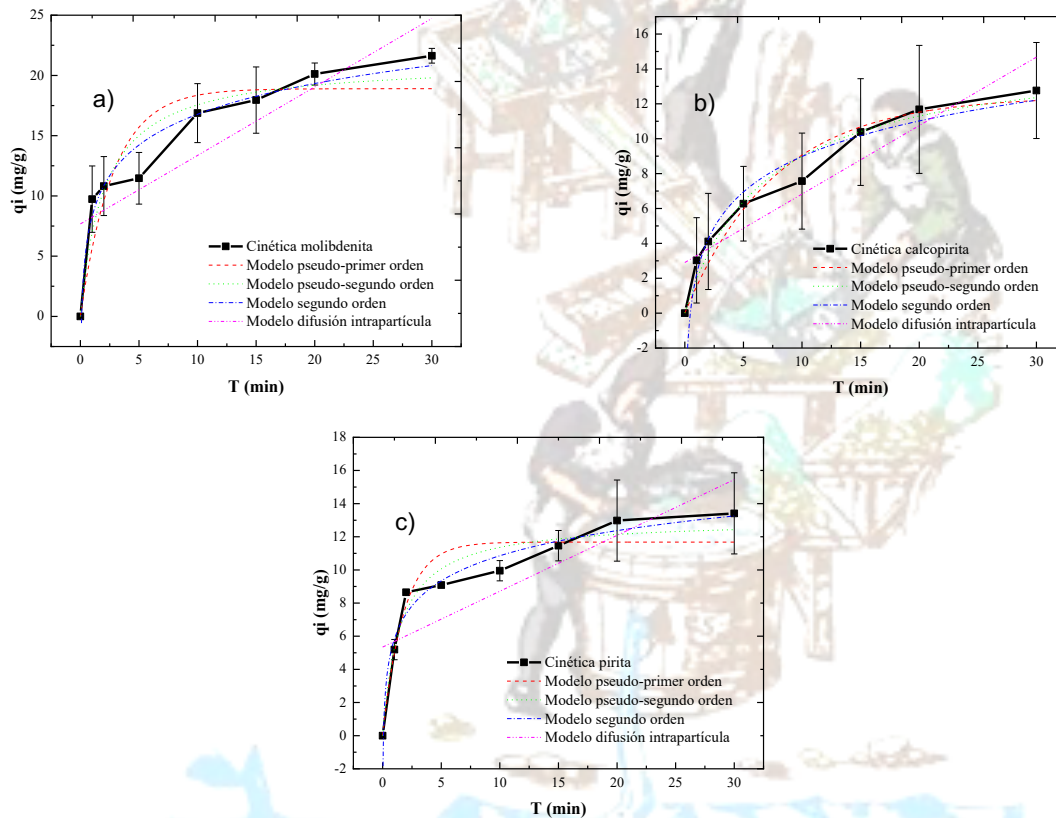 a)
25
20
15
10
5
0
qi (mg/g)
0 5 10 15 20 25 30
T (min)
Cinética molibdenita
Modelo pseudo-primer orden
Modelo pseudo-segundo orden
Modelo segundo orden
Modelo difusión intrapartícula
b)
16
14
12
10
8
6
4
2
0
-2
qi (mg/g)
0 5 10 15 20 25 30
T (min)
Cinética calcopirita
Modelo pseudo-primer orden
Modelo pseudo-segundo orden
Modelo segundo orden
Modelo difusión intrapartícula
c)
18
16
14
12
10
8
6
4
2
0
-2
qi (mg/g)
0 5 10 15 20 25 30
T (min)
Cinética pirita
Modelo pseudo-primer orden
Modelo pseudo-segundo orden
Modelo segundo orden
Modelo difusión intrapartícula